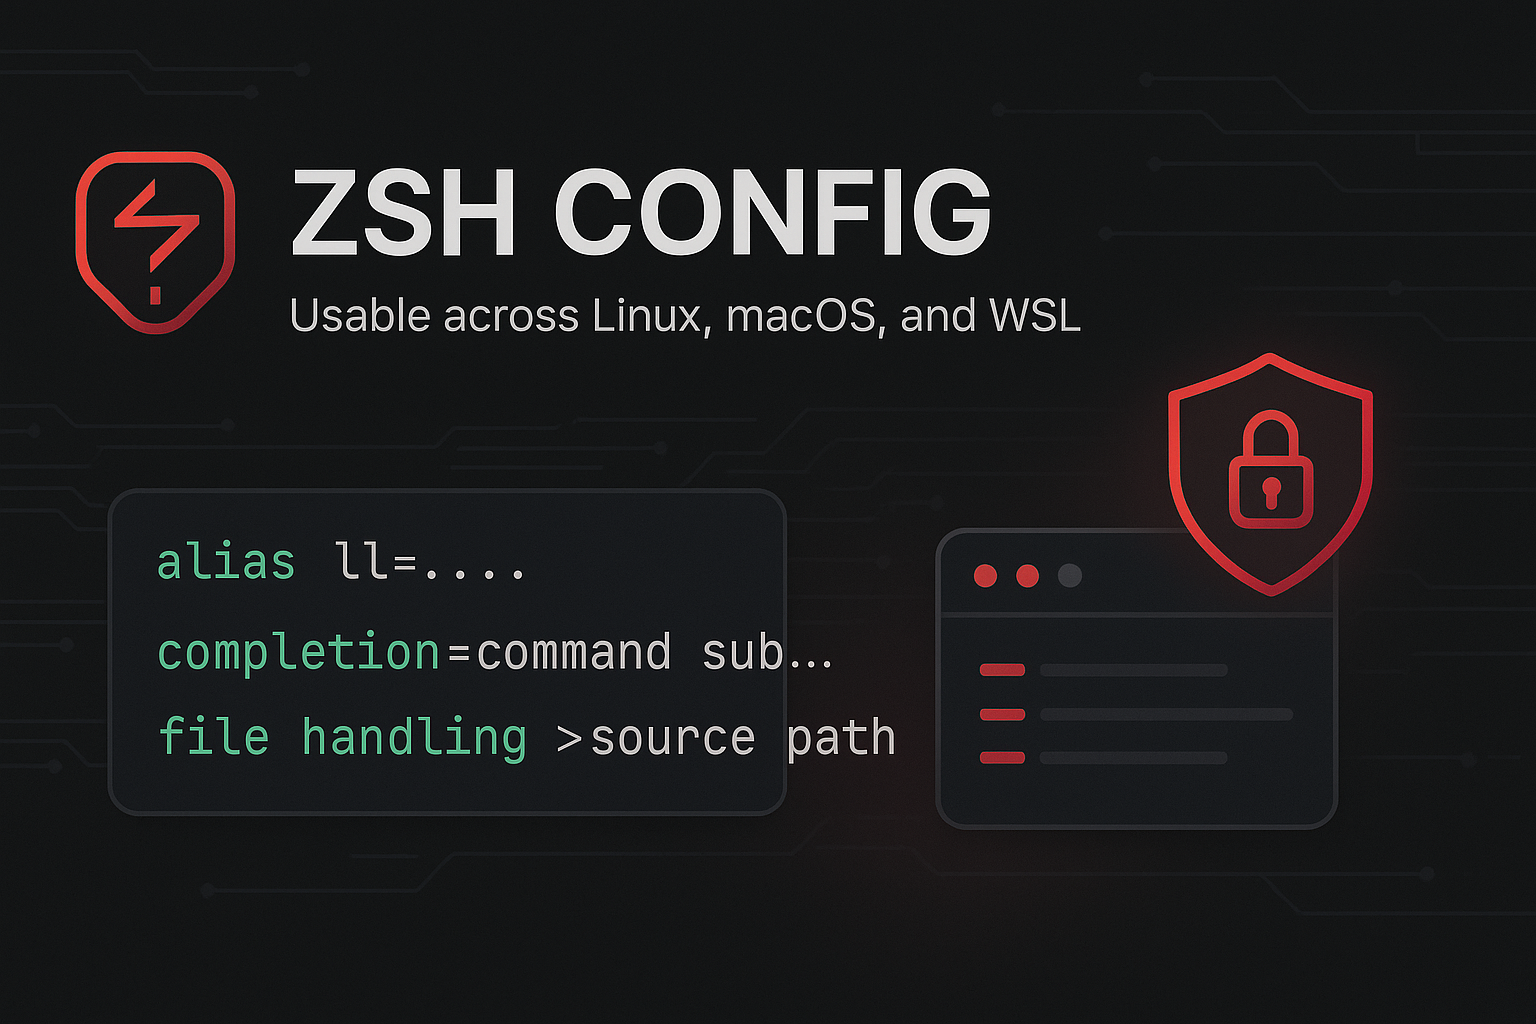 ZSH CONFIG
Usable across Linux, macOS, and WSL
alias ll=....
completion=command sub...
file handling >source path